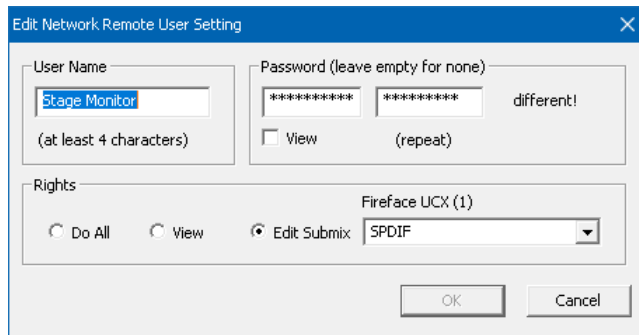 Edit Network Remote User Setting
User Name
Password (leave empty for none)
Stage Monitor
********** ********* different!
(at least 4 characters)
View
(repeat)
Rights
Fireface UCX (1)
Do All
View
Edit Submix
SPDIF
OK
Cancel